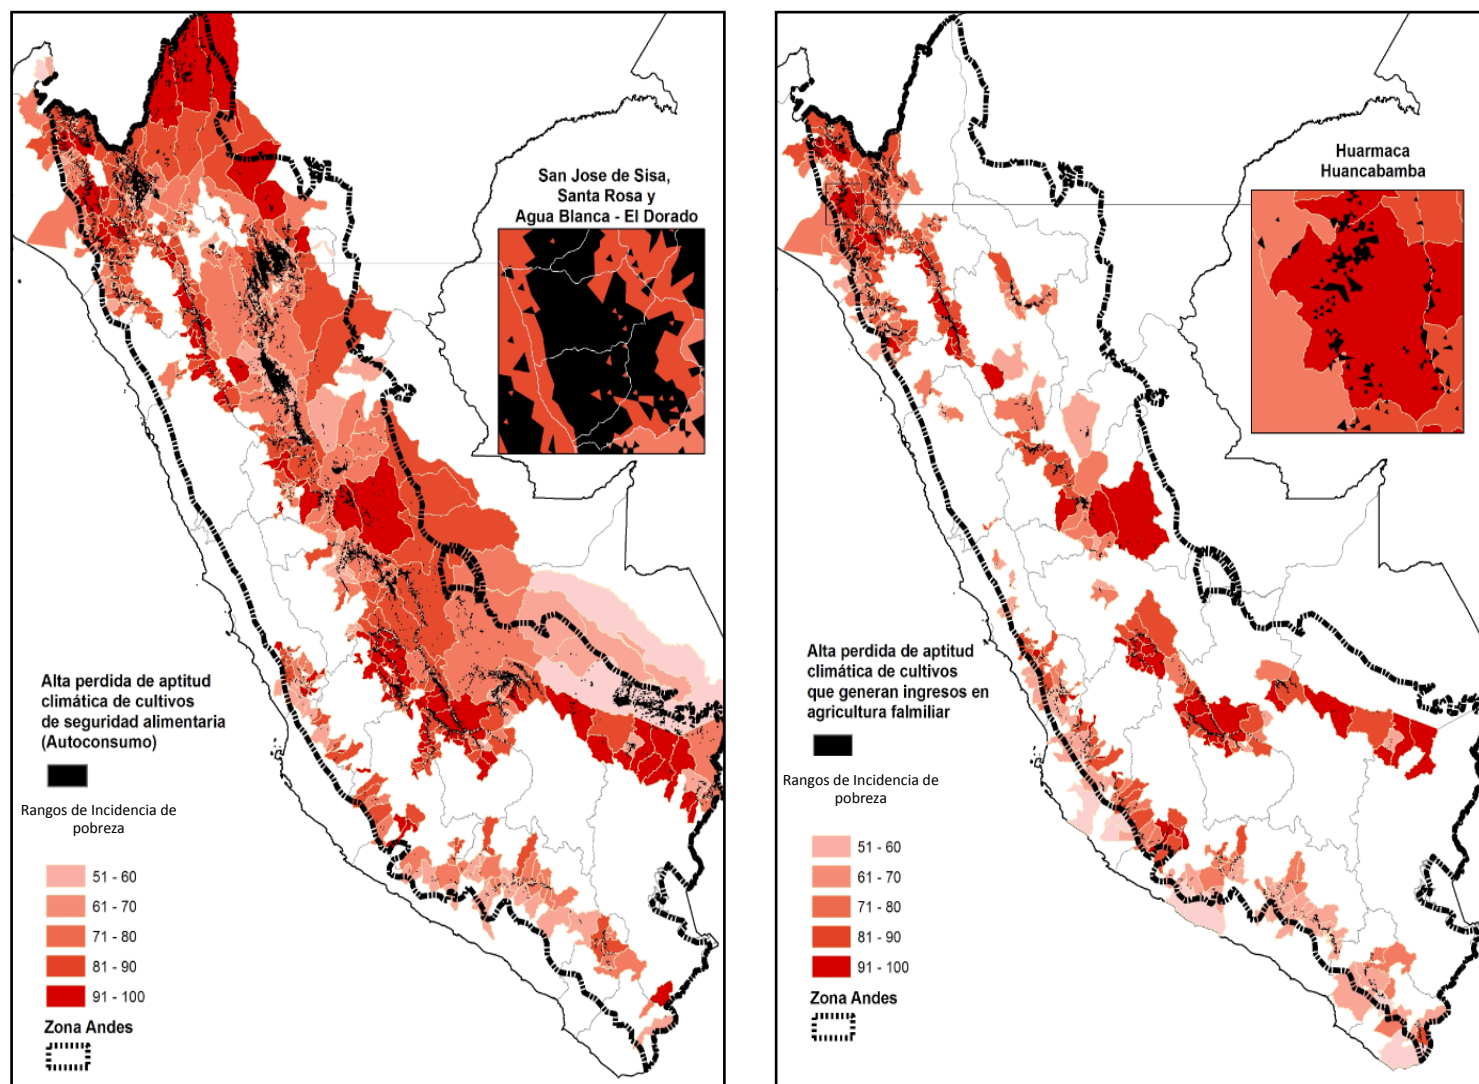 San Jose de Sisa,
Santa Rosa y
Agua Blanca - El Dorado
Alta perdida de aptitud
climática de cultivos
de seguridad alimentaria
(Autoconsumo)
Rangos de Incidencia de
pobreza
51 - 60
61 - 70
71 - 80
81 - 90
91 - 100
Zona Andes
Huarmaca
Huancabamba
Alta perdida de aptitud
climática de cultivos
que generan ingresos en
agricultura falmiliar
Rangos de Incidencia de
pobreza
51 - 60
61 - 70
71 - 80
81 - 90
91 - 100
Zona Andes